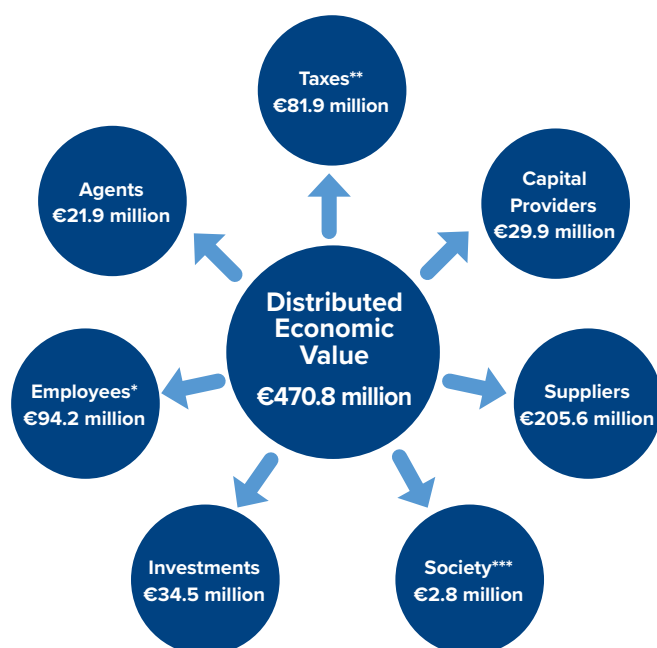 Taxes**
€81.9 million
Agents
€21.9 million
Capital
Providers
€29.9 million
Distributed
Economic
Value
€470.8 million
Employees*
€94.2 million
Suppliers
€205.6 million
Investments
€34.5 million
Society***
€2.8 million